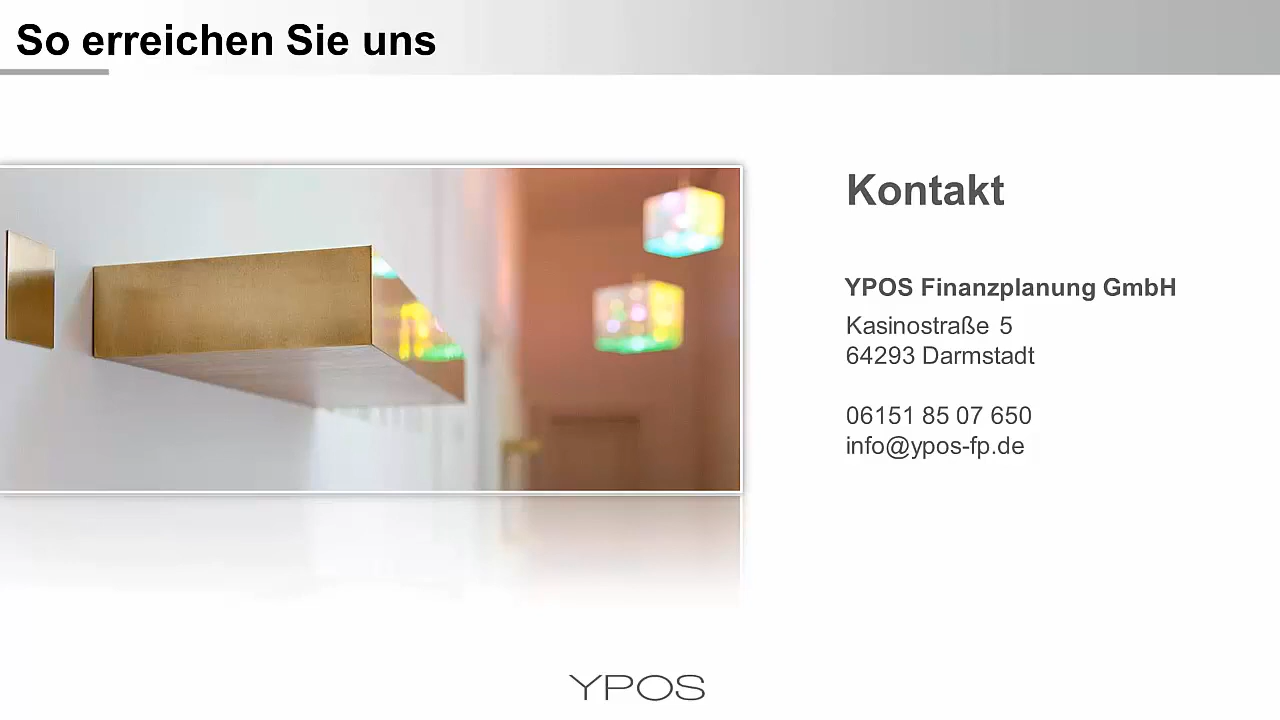 So erreichen Sie uns
Kontakt
YPOS Finanzplanung GmbH
Kasinostraße 5
64293 Darmstadt
06151 85 07 650
info@ypos-fp.de
YPOS